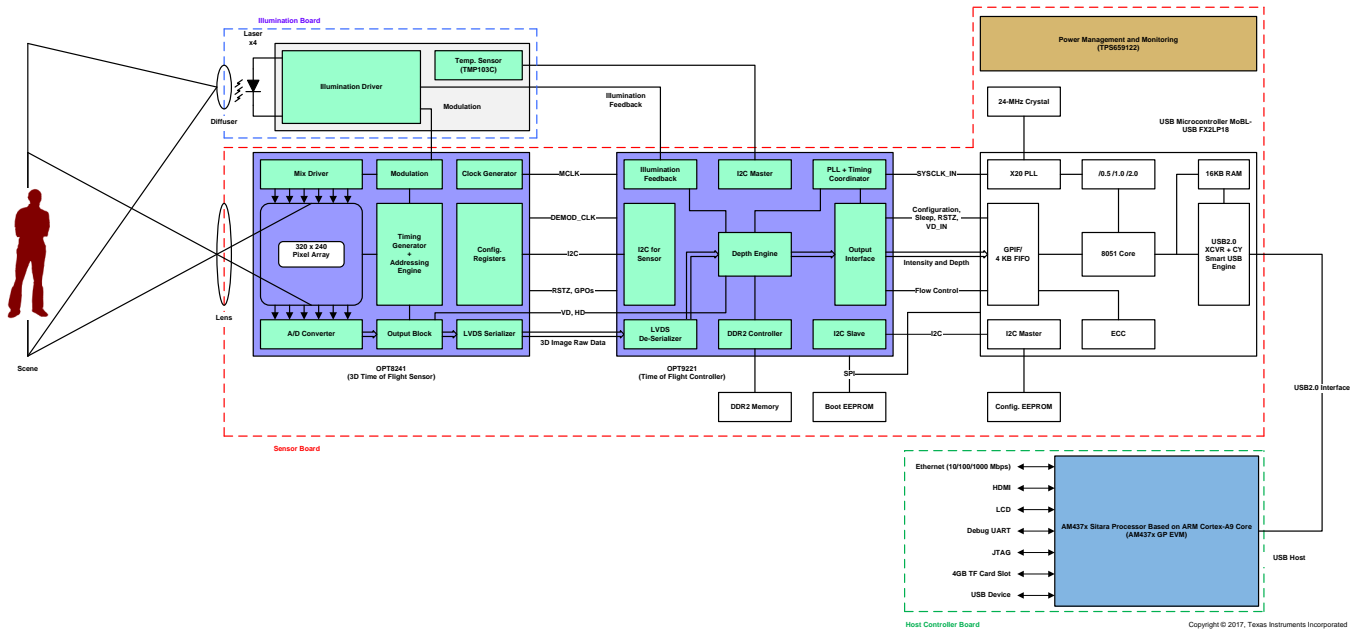 Illumination Board
Laser
x4
Temp. Sensor
(TMP103C)
Illumination Driver
Modulation
Diffuser
Illumination
Feedback
Power Management and Monitoring
(TPS659122)
24-MHz Crystal
USB Microcontroller MoBL-
USB FX2LP18
Mix Driver
Modulation
Clock Generator
MCLK
Illumination
Feedback
I2C Master
PLL + Timing
Coordinator
SYSCLK_IN
X20 PLL
/0.5 /1.0 /2.0
16KB RAM
320 x 240
Pixel Array
Timing
Generator
+
Addressing
Engine
Config.
Registers
DEMOD_CLK
I2C
RSTZ, GPOs
VD, HD
I2C for
Sensor
Depth Engine
Output
Interface
Configuration,
Sleep, RSTZ,
VD_IN
Intensity and Depth
Flow Control
GPIF/
4 KB FIFO
8051 Core
USB2.0
XCVR + CY
Smart USB
Engine
Lens
A/D Converter
Output Block
LVDS Serializer
3D Image Raw Data
LVDS
De-Serializer
DDR2 Controller
I2C Slave
I2C
I2C Master
ECC
Scene
OPT8241
(3D Time of Flight Sensor)
OPT9221
(Time of Flight Controller)
SPI
DDR2 Memory
Boot EEPROM
Config. EEPROM
USB2.0 Interface
Sensor Board
Ethernet (10/100/1000 Mbps)
HDMI
LCD
Debug UART
JTAG
4GB TF Card Slot
USB Device
AM437x Sitara Processor Based on ARM Cortex-A9 Core
(AM437x GP EVM)
USB Host
Host Controller Board
Copyright © 2017, Texas Instruments Incorporated